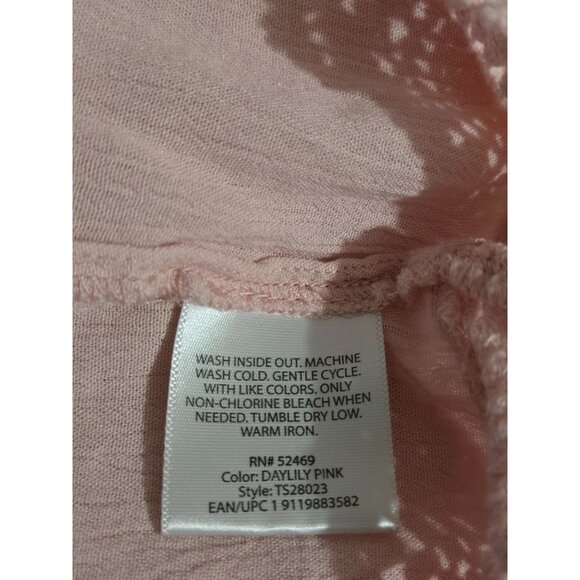 WASH INSIDE OUT. MACHINE
WASH COLD. GENTLE CYCLE.
WITH LIKE COLORS. ONLY
NON-CHLORINE BLEACH WHEN
NEEDED. TUMBLE DRY LOW.
WARM IRON.
RN# 52469
Color: DAYLILY PINK
Style: TS28023
EAN/UPC 1 9119883582